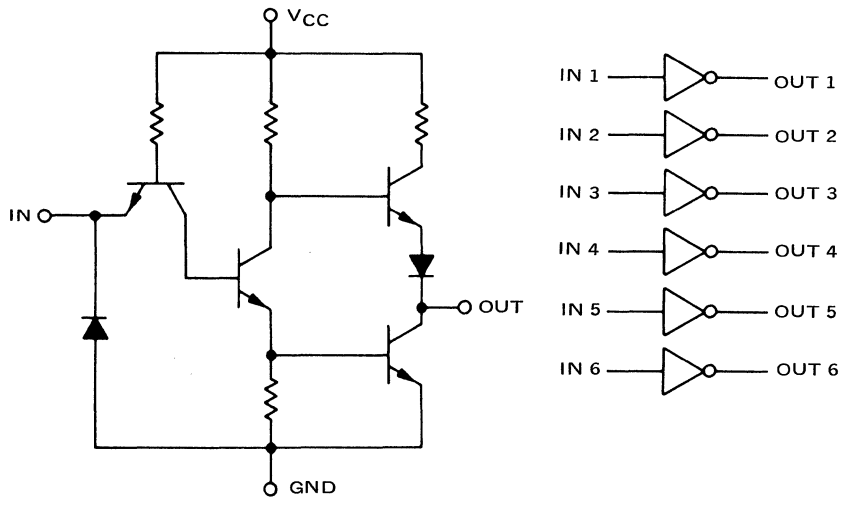 VCC
IN
OUT
GND
IN 1
OUT 1
IN 2
OUT 2
IN 3
OUT 3
IN 4
OUT 4
IN 5
OUT 5
IN 6
OUT 6